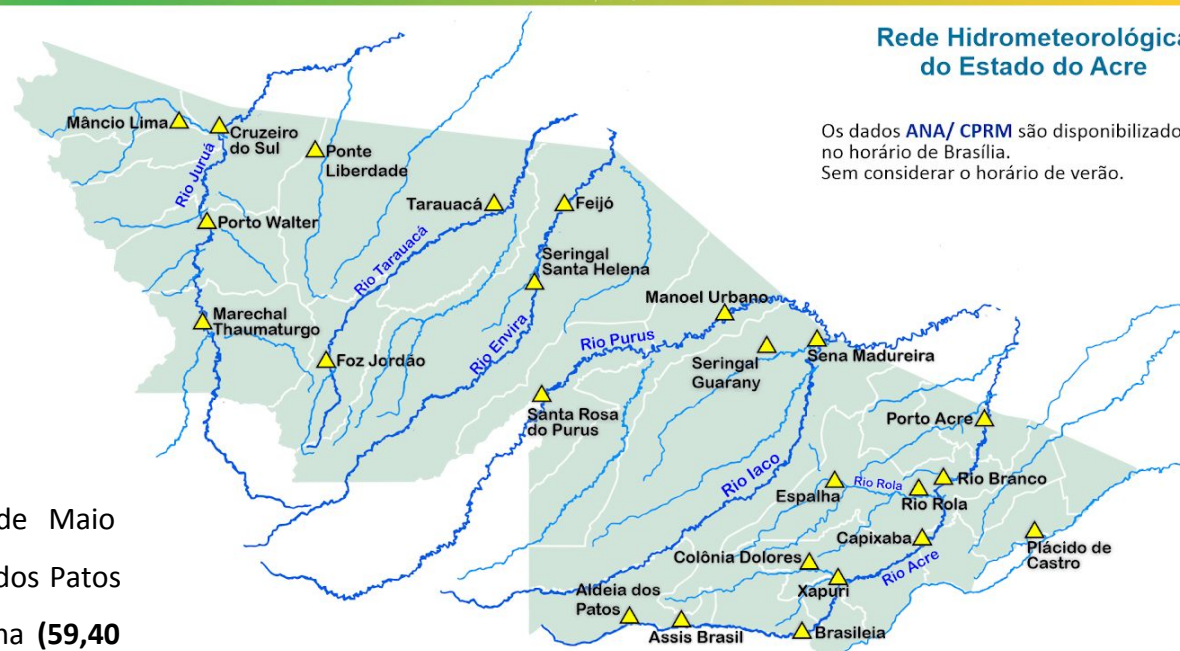 Rede Hidrometeorológica
do Estado do Acre
Os dados ANA/ CPRM são disponibilizado
no horário de Brasília.
Sem considerar o horário de verão.
Mâncio Lima
Cruzeiro
do Sul
Ponte
Liberdade
Rio Juruá
Porto Walter
Tarauacá
Feijó
Rio Tarauacá
Seringal
Santa Helena
Marechal
Thaumaturgo
Foz Jordão
Rio Envira
Manoel Urbano
Rio Purus
Seringal
Guarany
Sena Madureira
Santa Rosa
do Purus
Porto Acre
Rio Iaco
Espalha
Rio Rola
Rio Rola
Rio Branco
Capixaba
Rio Acre
Plácido de
Castro
Colônia Dolores
Xapuri
Aldeia dos
Patos
Assis Brasil
Brasileia
de Maio
dos Patos
na (59,40